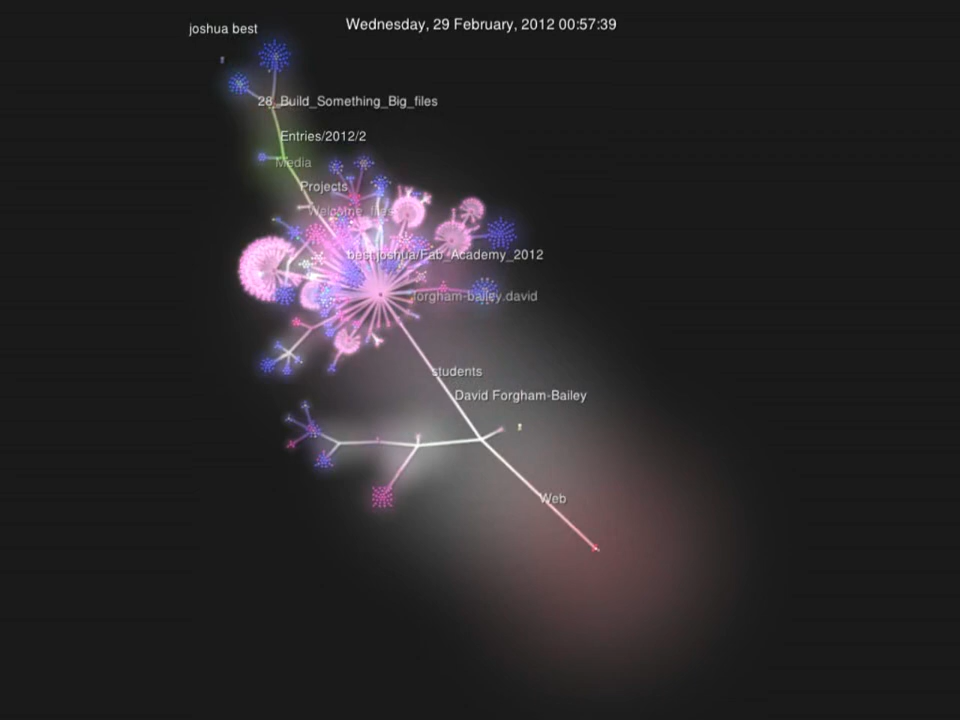 joshua best
Wednesday, 29 February, 2012 00:57:39
28_Build_Something_Big_files
Entries/2012/2
Media
Projects
Welcome_files
best.joshua/Fab_Academy_2012
forgham-bailey.david
students
David Forgham-Bailey
Web